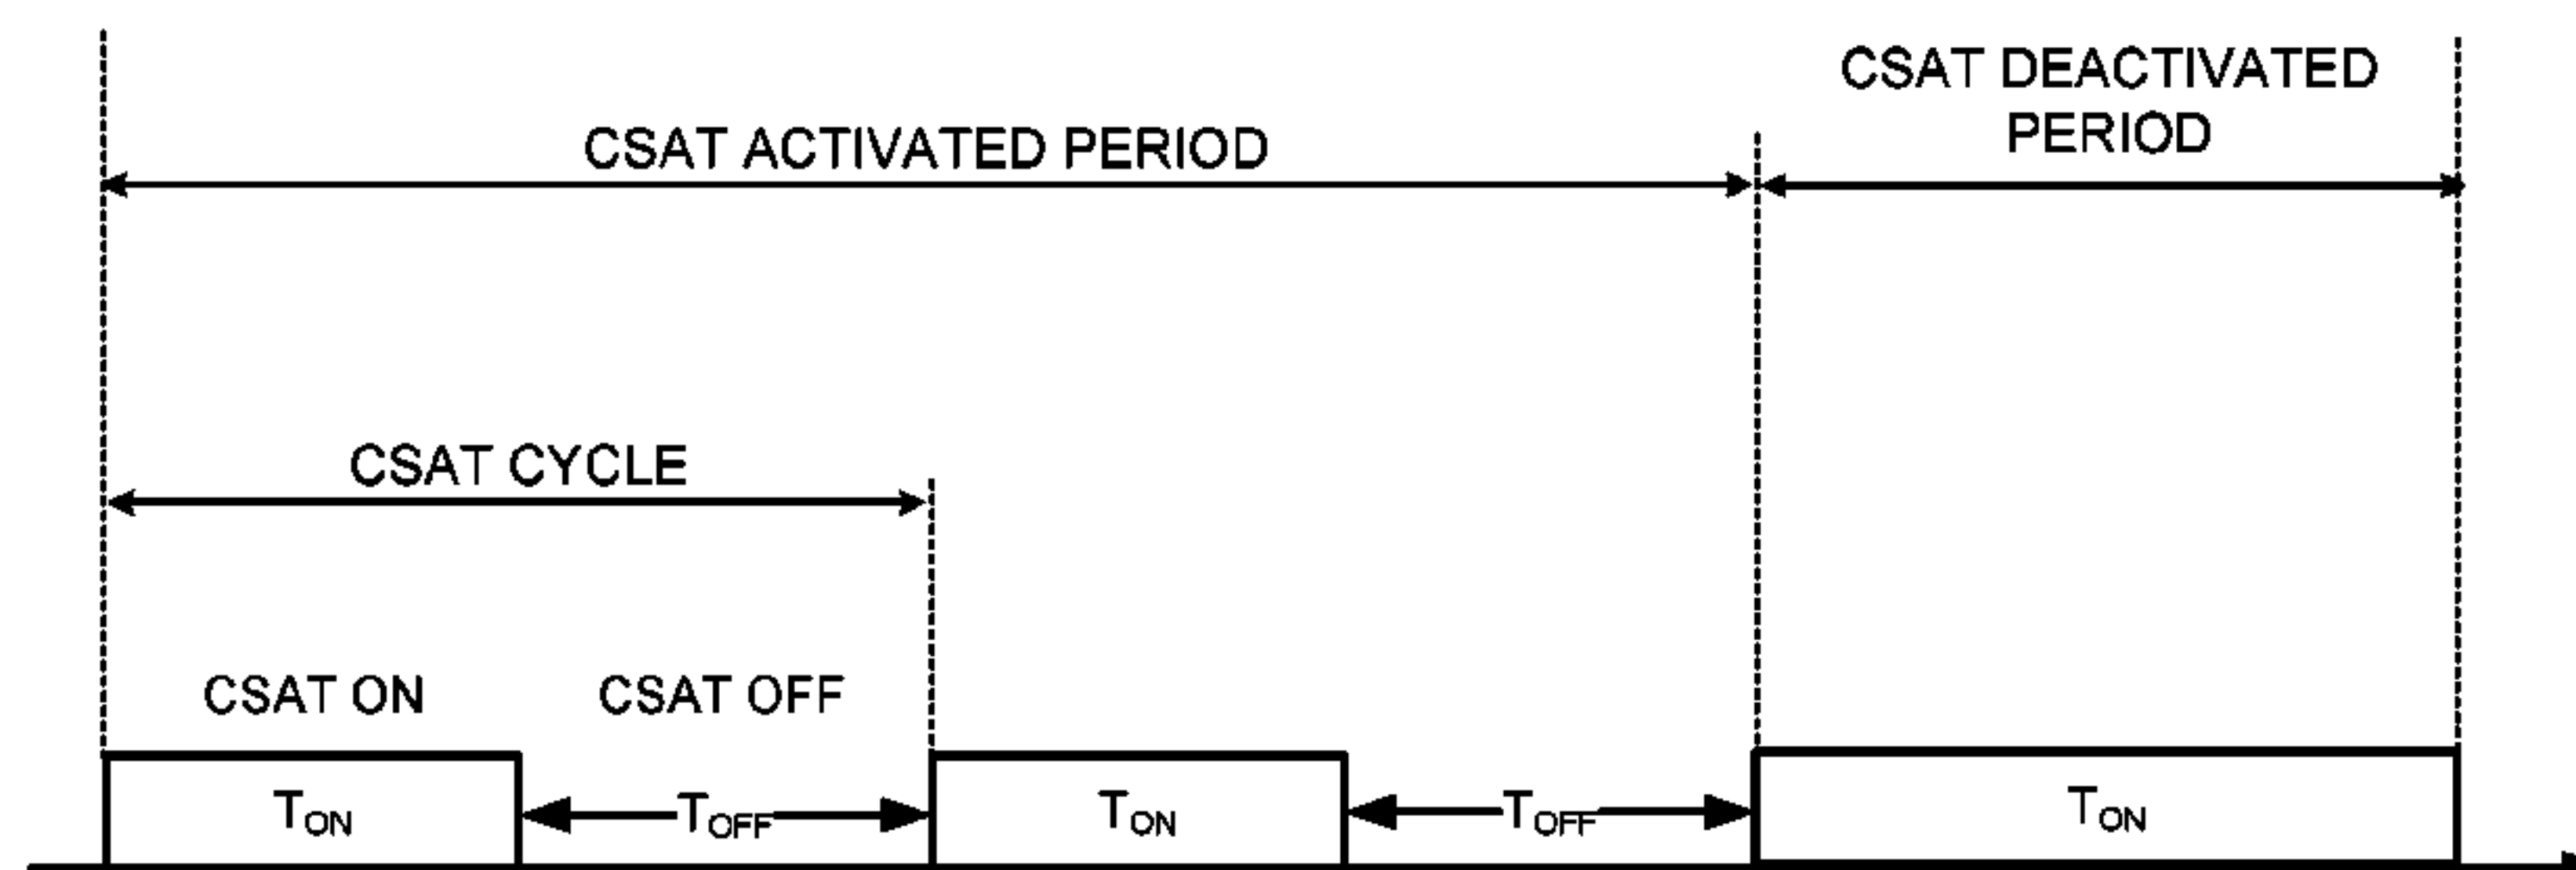 CSAT DEACTIVATED
PERIOD
CSAT ACTIVATED PERIOD
CSAT CYCLE
CSAT ON
CSAT OFF
TON
TOFF
TON
TOFF
TON